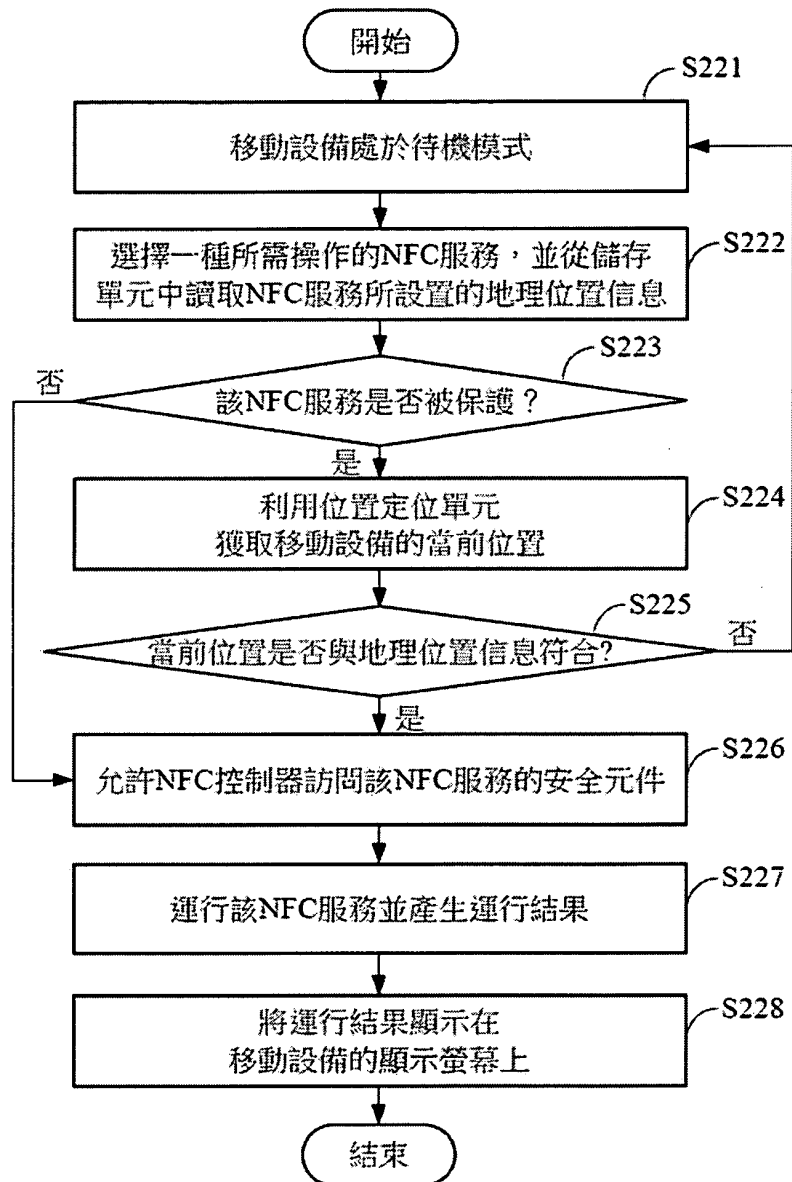 開始
S221
移動設備處於待機模式
S222
選擇一種所需操作的NFC服務，並從儲存
單元中讀取NFC服務所設置的地理位置信息
S223
否
該NFC服務是否被保護？
是
S224
利用位置定位單元
獲取移動設備的當前位置
S225
當前位置是否與地理位置信息符合?
否
是
S226
允許NFC控制器訪問該NFC服務的安全元件
S227
運行該NFC服務並產生運行結果
S228
將運行結果顯示在
移動設備的顯示螢幕上
結束